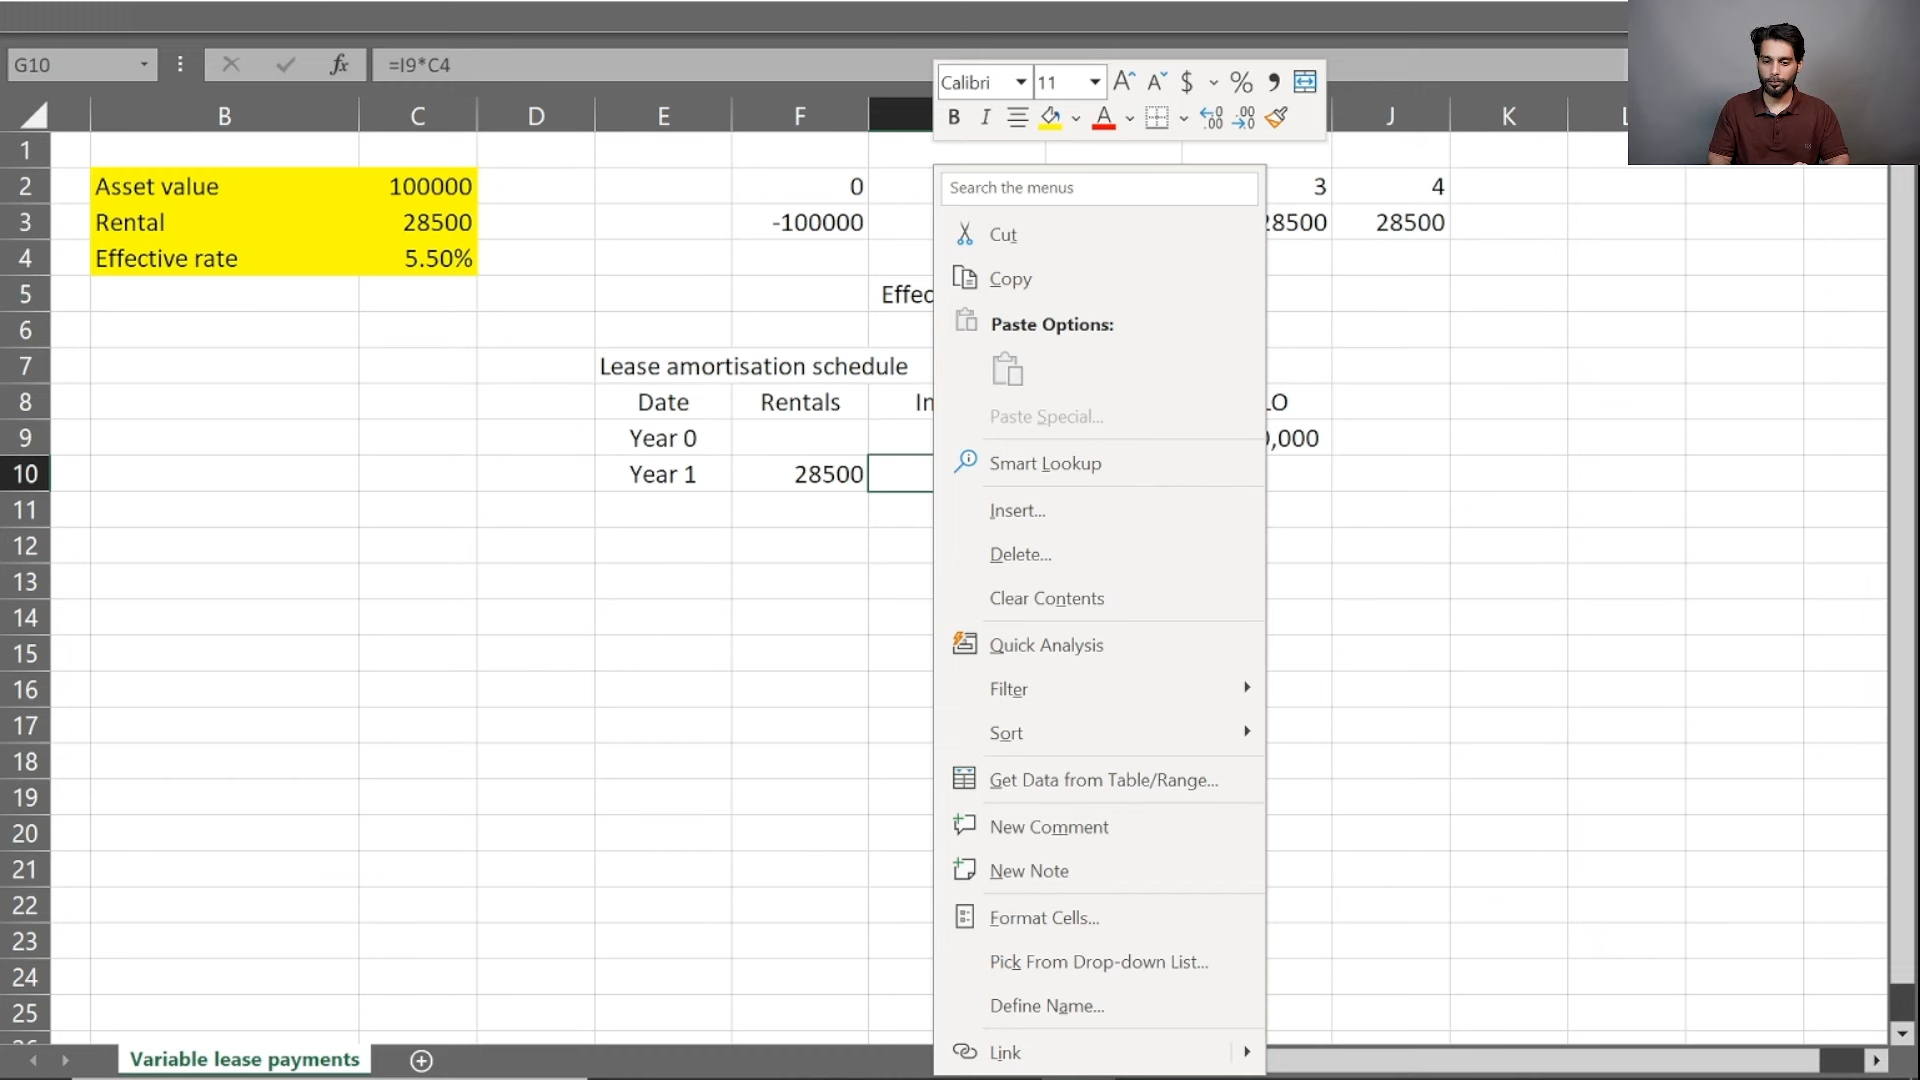 G10 fx =I9*C4
Calibri 11 A A $ % ,
B I A
B C D E F J K L
1
2 Asset value 100000 0 3 4
3 Rental 28500 -100000 28500 28500
4 Effective rate 5.50%
5 Effec
6
7 Lease amortisation schedule
8 Date Rentals In LO
9 Year 0 0,000
10 Year 1 28500
11
12
13
14
15
16
17
18
19
20
21
22
23
24
25
26
Search the menus
Cut
Copy
Paste Options:
Paste Special...
Smart Lookup
Insert...
Delete...
Clear Contents
Quick Analysis
Filter
Sort
Get Data from Table/Range...
New Comment
New Note
Format Cells...
Pick From Drop-down List...
Define Name...
Link
Variable lease payments